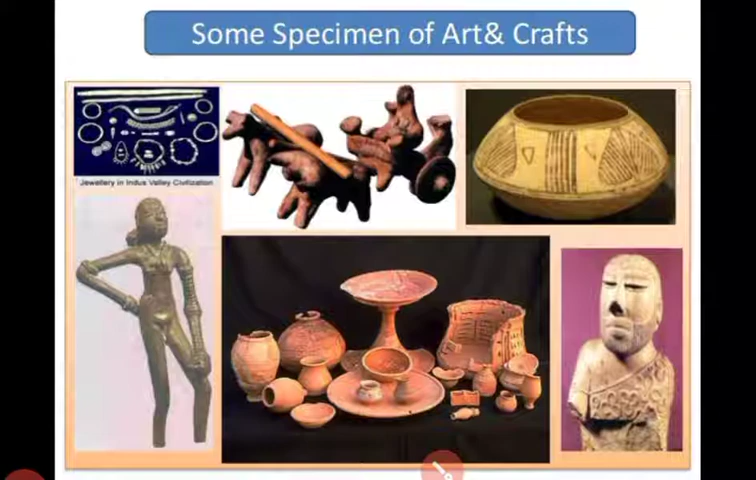 Some Specimen of Art& Crafts
Jewellery in Indus Valley Civilization